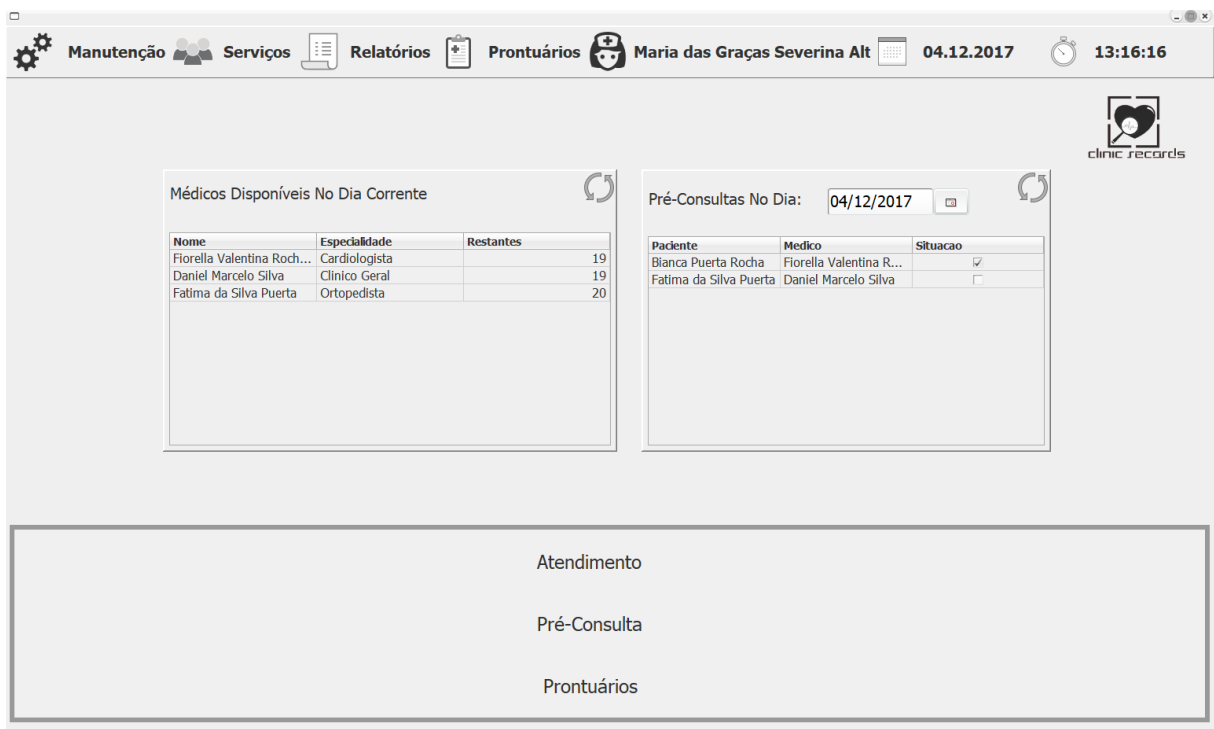 Manutenção Serviços Relatórios Prontuários Maria das Graças Severina Alt 04.12.2017 13:16:16
clinic records
Médicos Disponíveis No Dia Corrente
Nome Especialidade Restantes
Fiorella Valentina Roch... Cardiologista 19
Daniel Marcelo Silva Clinico Geral 19
Fatima da Silva Puerta Ortopedista 20
Pré-Consultas No Dia: 04/12/2017
Paciente Medico Situacao
Bianca Puerta Rocha Fiorella Valentina R...
Fatima da Silva Puerta Daniel Marcelo Silva
Atendimento
Pré-Consulta
Prontuários